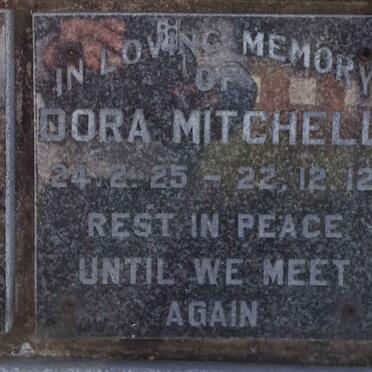 IN LOVING MEMORY
OF
DORA MITCHELL
24.2.25 - 22.12.12
REST IN PEACE
UNTIL WE MEET
AGAIN